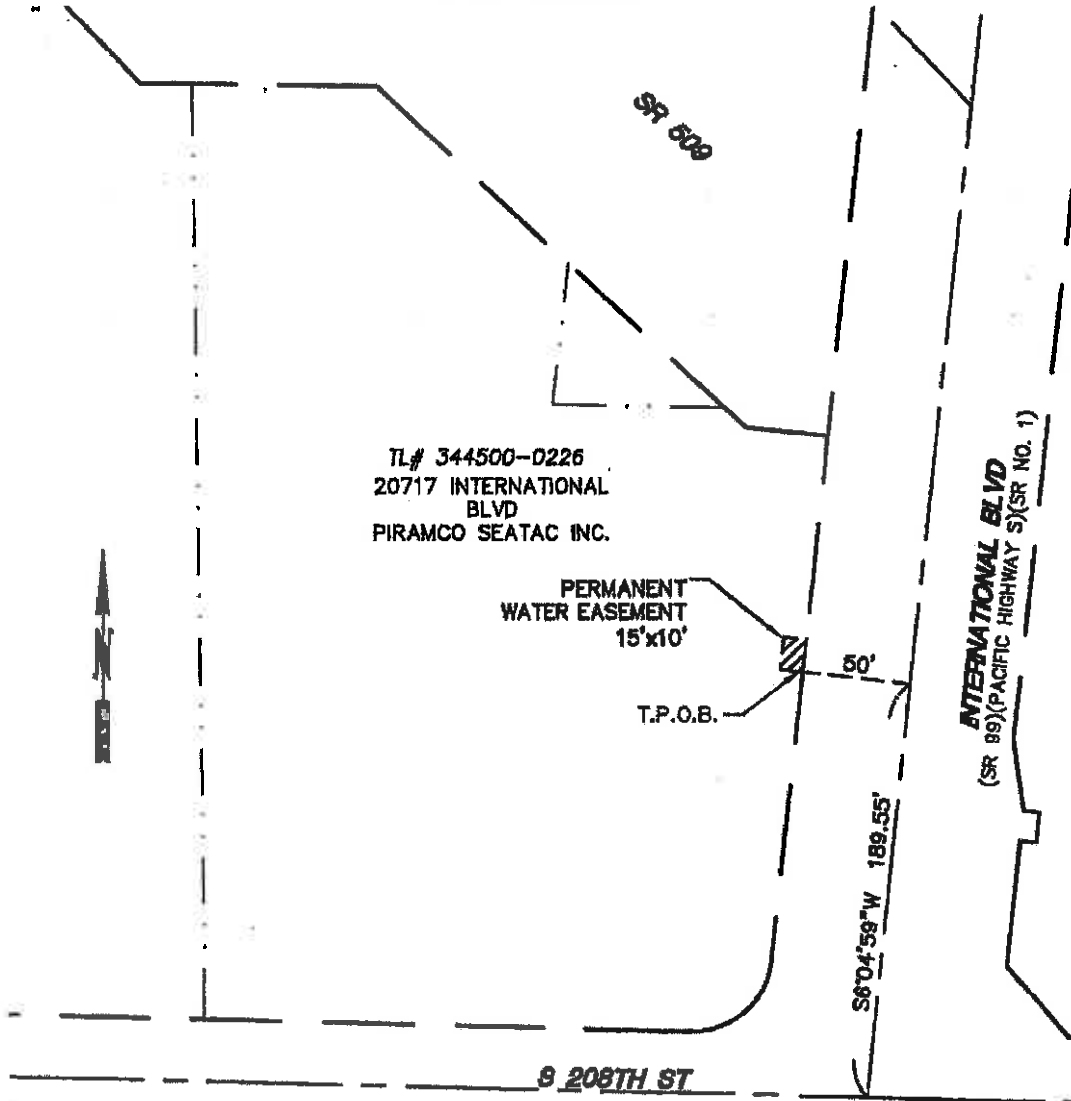 SR 509
TL# 344500-0226
20717 INTERNATIONAL
BLVD
PIRAMCO SEATAC INC.
PERMANENT
WATER EASEMENT
15'x10'
50'
T.P.O.B.
INTERNATIONAL BLVD
(SR 99)(PACIFIC HIGHWAY S)(SR NO. 1)
S6°04'59"W 189.55'
S 208TH ST
N